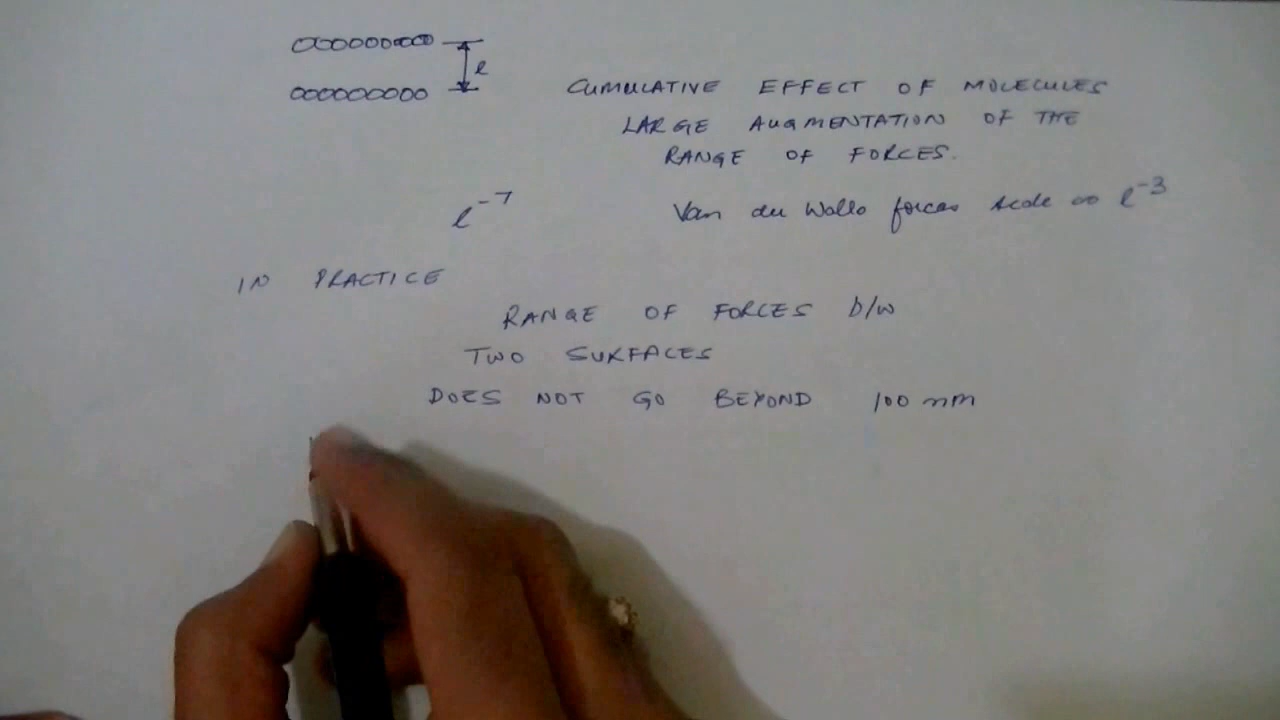 l
CUMULATIVE EFFECT OF MOLECULES
LARGE AUGMENTATION OF THE
RANGE OF FORCES.
l⁻⁷
Van der Walls forces scale ∞ l⁻³
IN PRACTICE
RANGE OF FORCES b/w
TWO SURFACES
DOES NOT GO BEYOND 100 nm